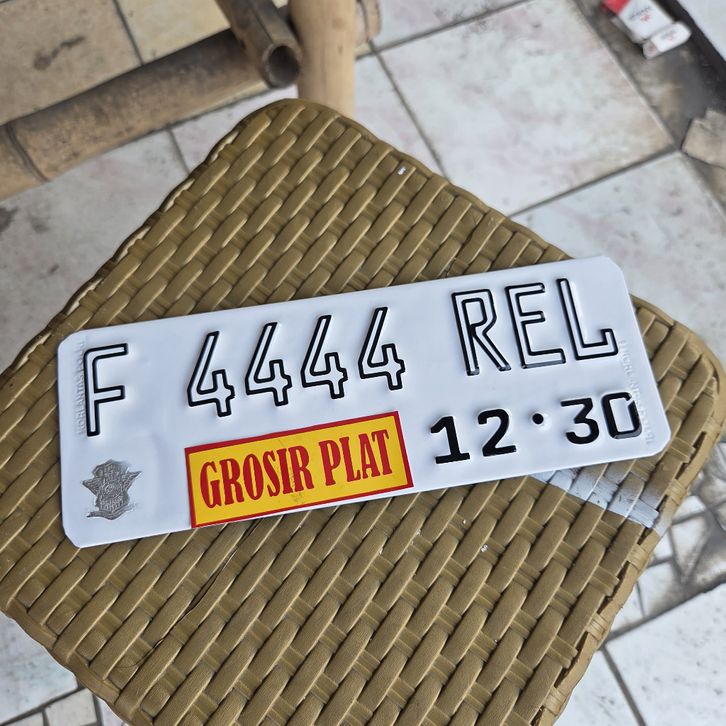 F 4444 REL
GROSIR PLAT
12·30